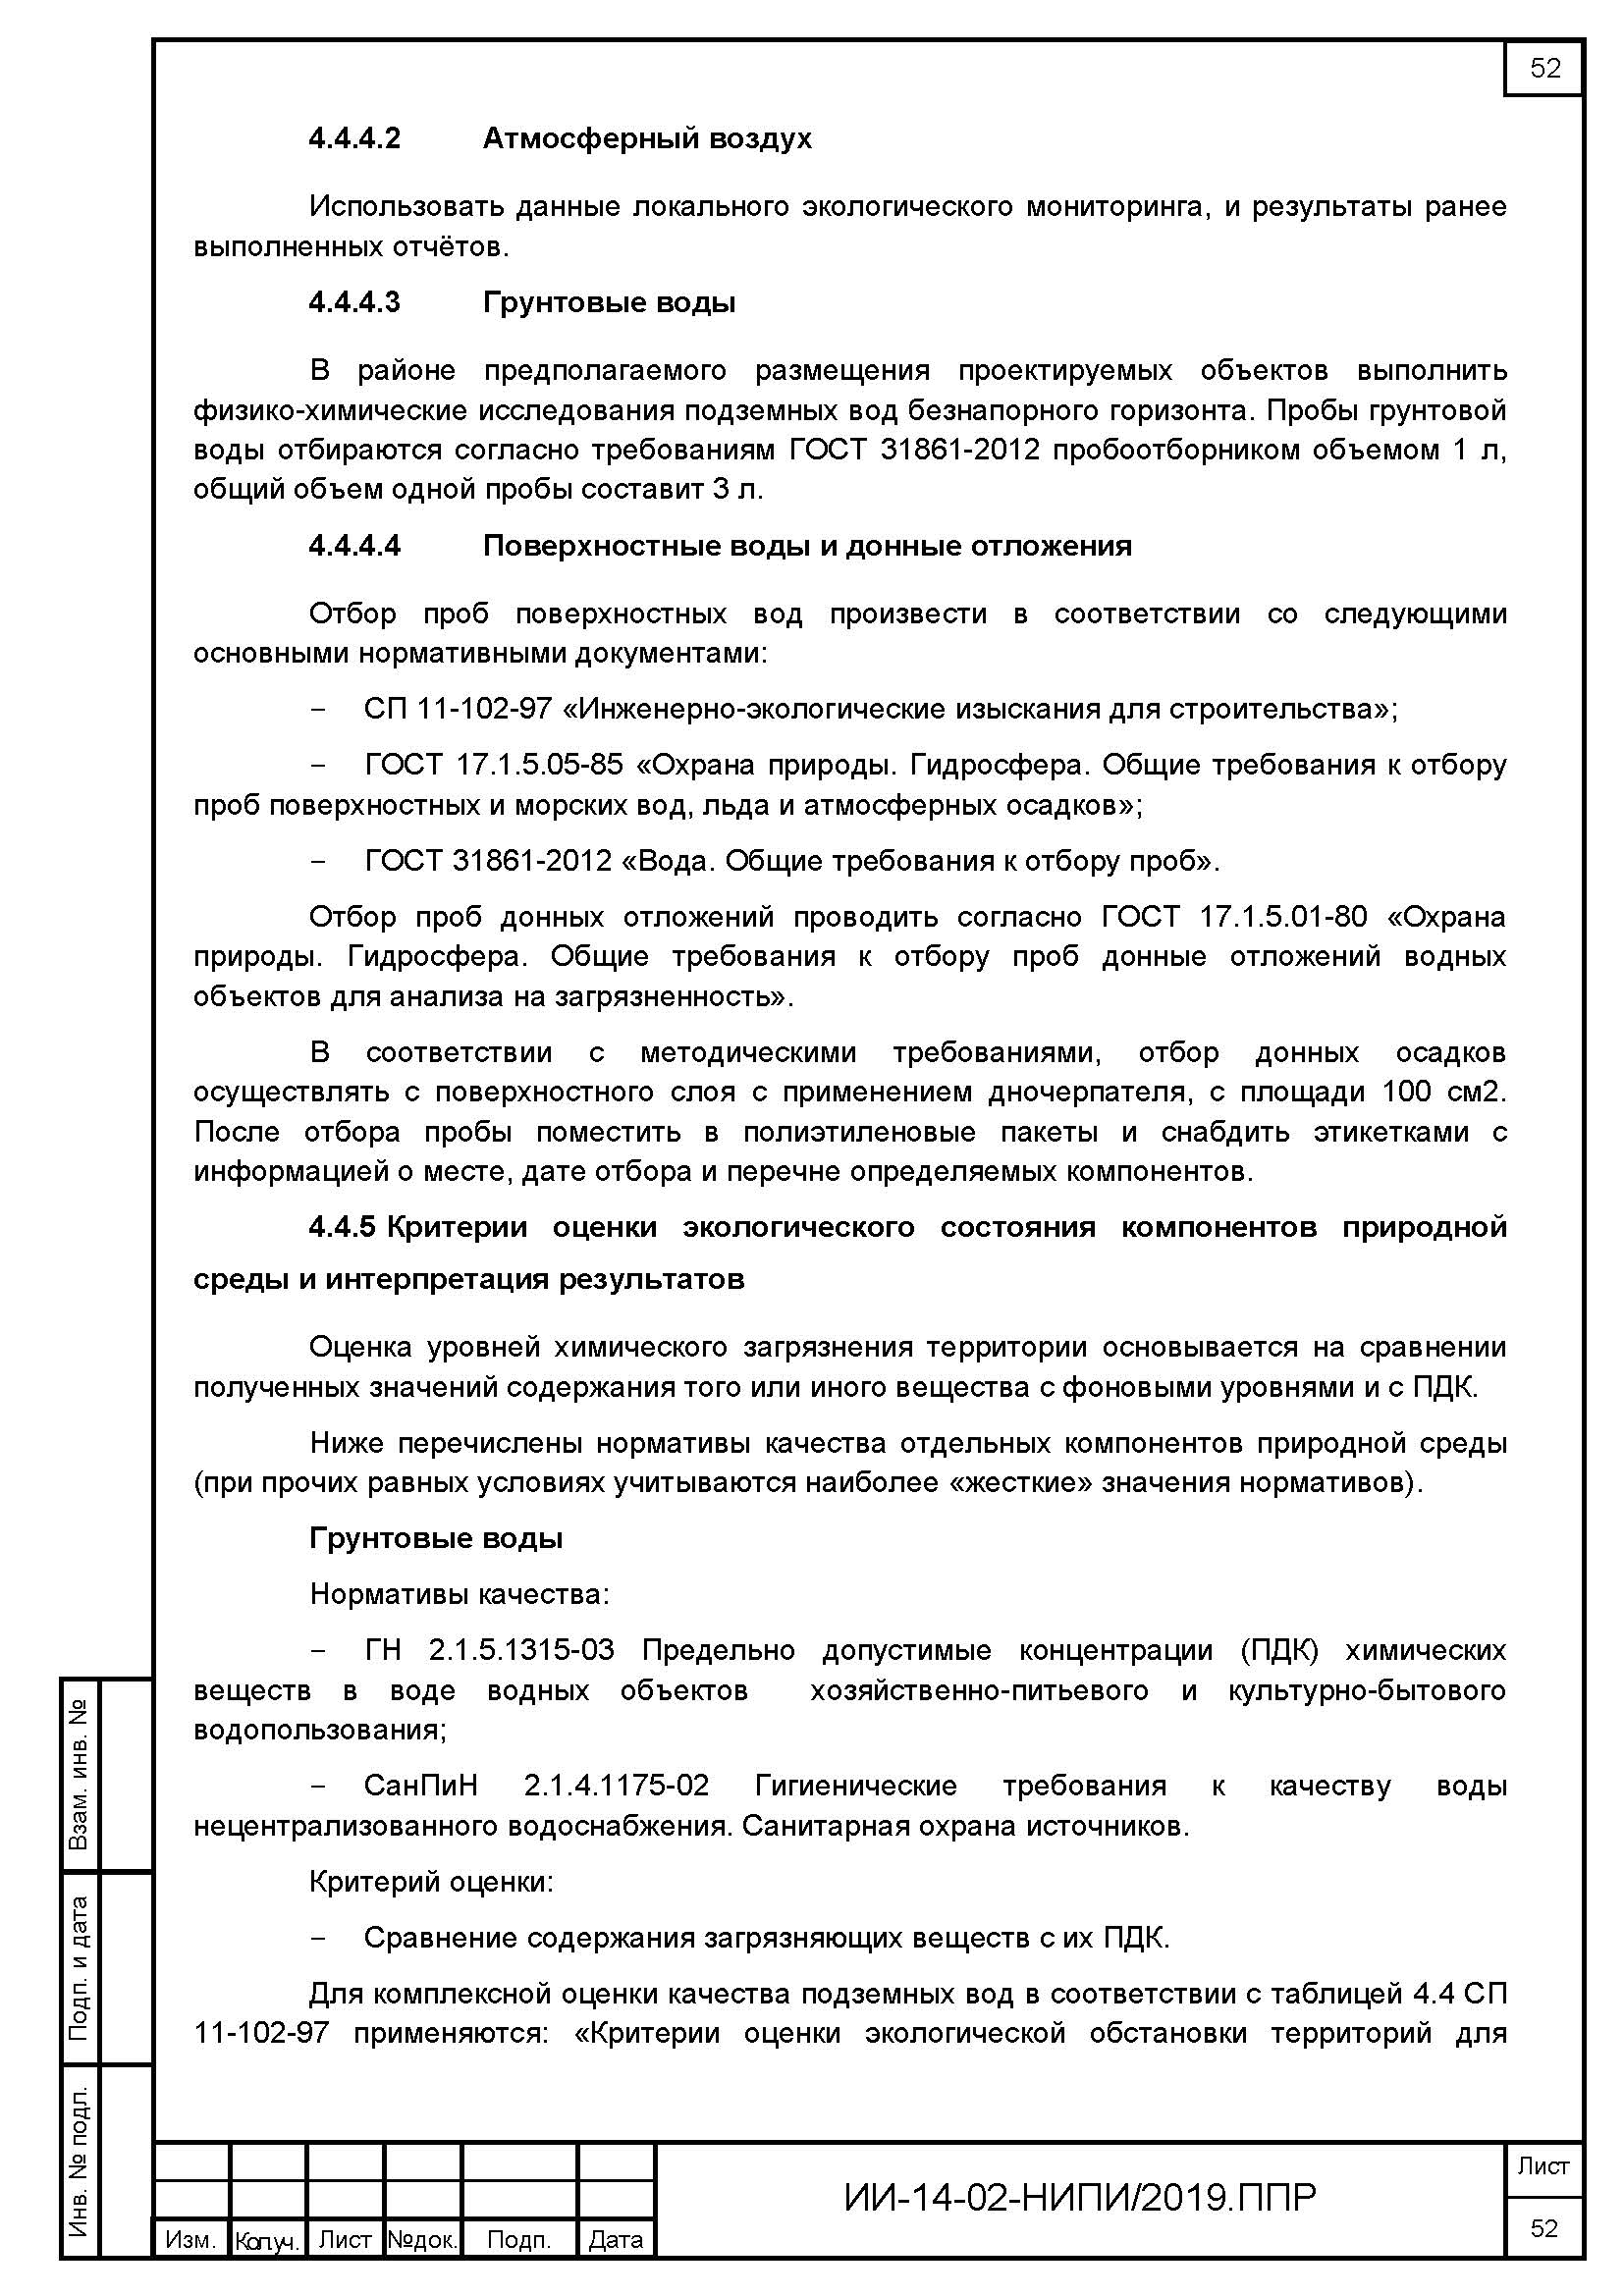 52
4.4.4.2 Атмосферный воздух
Использовать данные локального экологического мониторинга, и результаты ранее
выполненных отчётов.
4.4.4.3 Грунтовые воды
В районе предполагаемого размещения проектируемых объектов выполнить
физико-химические исследования подземных вод безнапорного горизонта. Пробы грунтовой
воды отбираются согласно требованиям ГОСТ 31861-2012 пробоотборником объемом 1 л,
общий объем одной пробы составит 3 л.
4.4.4.4 Поверхностные воды и донные отложения
Отбор проб поверхностных вод произвести в соответствии со следующими
основными нормативными документами:
− СП 11-102-97 «Инженерно-экологические изыскания для строительства»;
− ГОСТ 17.1.5.05-85 «Охрана природы. Гидросфера. Общие требования к отбору
проб поверхностных и морских вод, льда и атмосферных осадков»;
− ГОСТ 31861-2012 «Вода. Общие требования к отбору проб».
Отбор проб донных отложений проводить согласно ГОСТ 17.1.5.01-80 «Охрана
природы. Гидросфера. Общие требования к отбору проб донные отложений водных
объектов для анализа на загрязненность».
В соответствии с методическими требованиями, отбор донных осадков
осуществлять с поверхностного слоя с применением дночерпателя, с площади 100 см2.
После отбора пробы поместить в полиэтиленовые пакеты и снабдить этикетками с
информацией о месте, дате отбора и перечне определяемых компонентов.
4.4.5 Критерии оценки экологического состояния компонентов природной
среды и интерпретация результатов
Оценка уровней химического загрязнения территории основывается на сравнении
полученных значений содержания того или иного вещества с фоновыми уровнями и с ПДК.
Ниже перечислены нормативы качества отдельных компонентов природной среды
(при прочих равных условиях учитываются наиболее «жесткие» значения нормативов).
Грунтовые воды
Нормативы качества:
− ГН 2.1.5.1315-03 Предельно допустимые концентрации (ПДК) химических
веществ в воде водных объектов хозяйственно-питьевого и культурно-бытового
водопользования;
− СанПиН 2.1.4.1175-02 Гигиенические требования к качеству воды
нецентрализованного водоснабжения. Санитарная охрана источников.
Критерий оценки:
− Сравнение содержания загрязняющих веществ с их ПДК.
Для комплексной оценки качества подземных вод в соответствии с таблицей 4.4 СП
11-102-97 применяются: «Критерии оценки экологической обстановки территорий для
Взам. инв. №
Подп. и дата
Инв. № подл.
Изм. Кол.уч. Лист №док. Подп. Дата
ИИ-14-02-НИПИ/2019.ППР
Лист
52